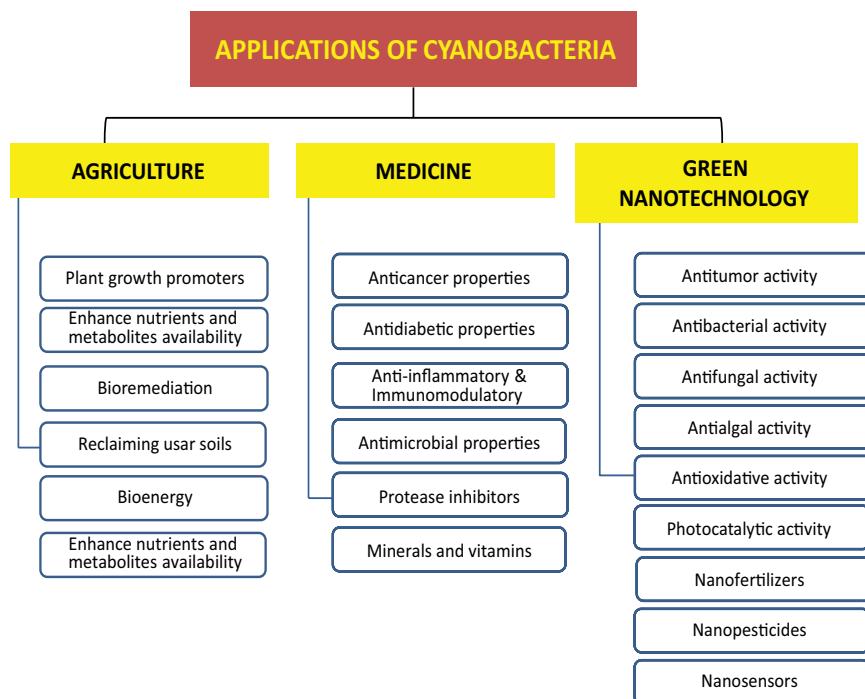 APPLICATIONS OF CYANOBACTERIA
AGRICULTURE
Plant growth promoters
Enhance nutrients and
metabolites availability
Bioremediation
Reclaiming usar soils
Bioenergy
Enhance nutrients and
metabolites availability
MEDICINE
Anticancer properties
Antidiabetic properties
Anti-inflammatory &
Immunomodulatory
Antimicrobial properties
Protease inhibitors
Minerals and vitamins
GREEN
NANOTECHNOLOGY
Antitumor activity
Antibacterial activity
Antifungal activity
Antialgal activity
Antioxidative activity
Photocatalytic activity
Nanofertilizers
Nanopesticides
Nanosensors